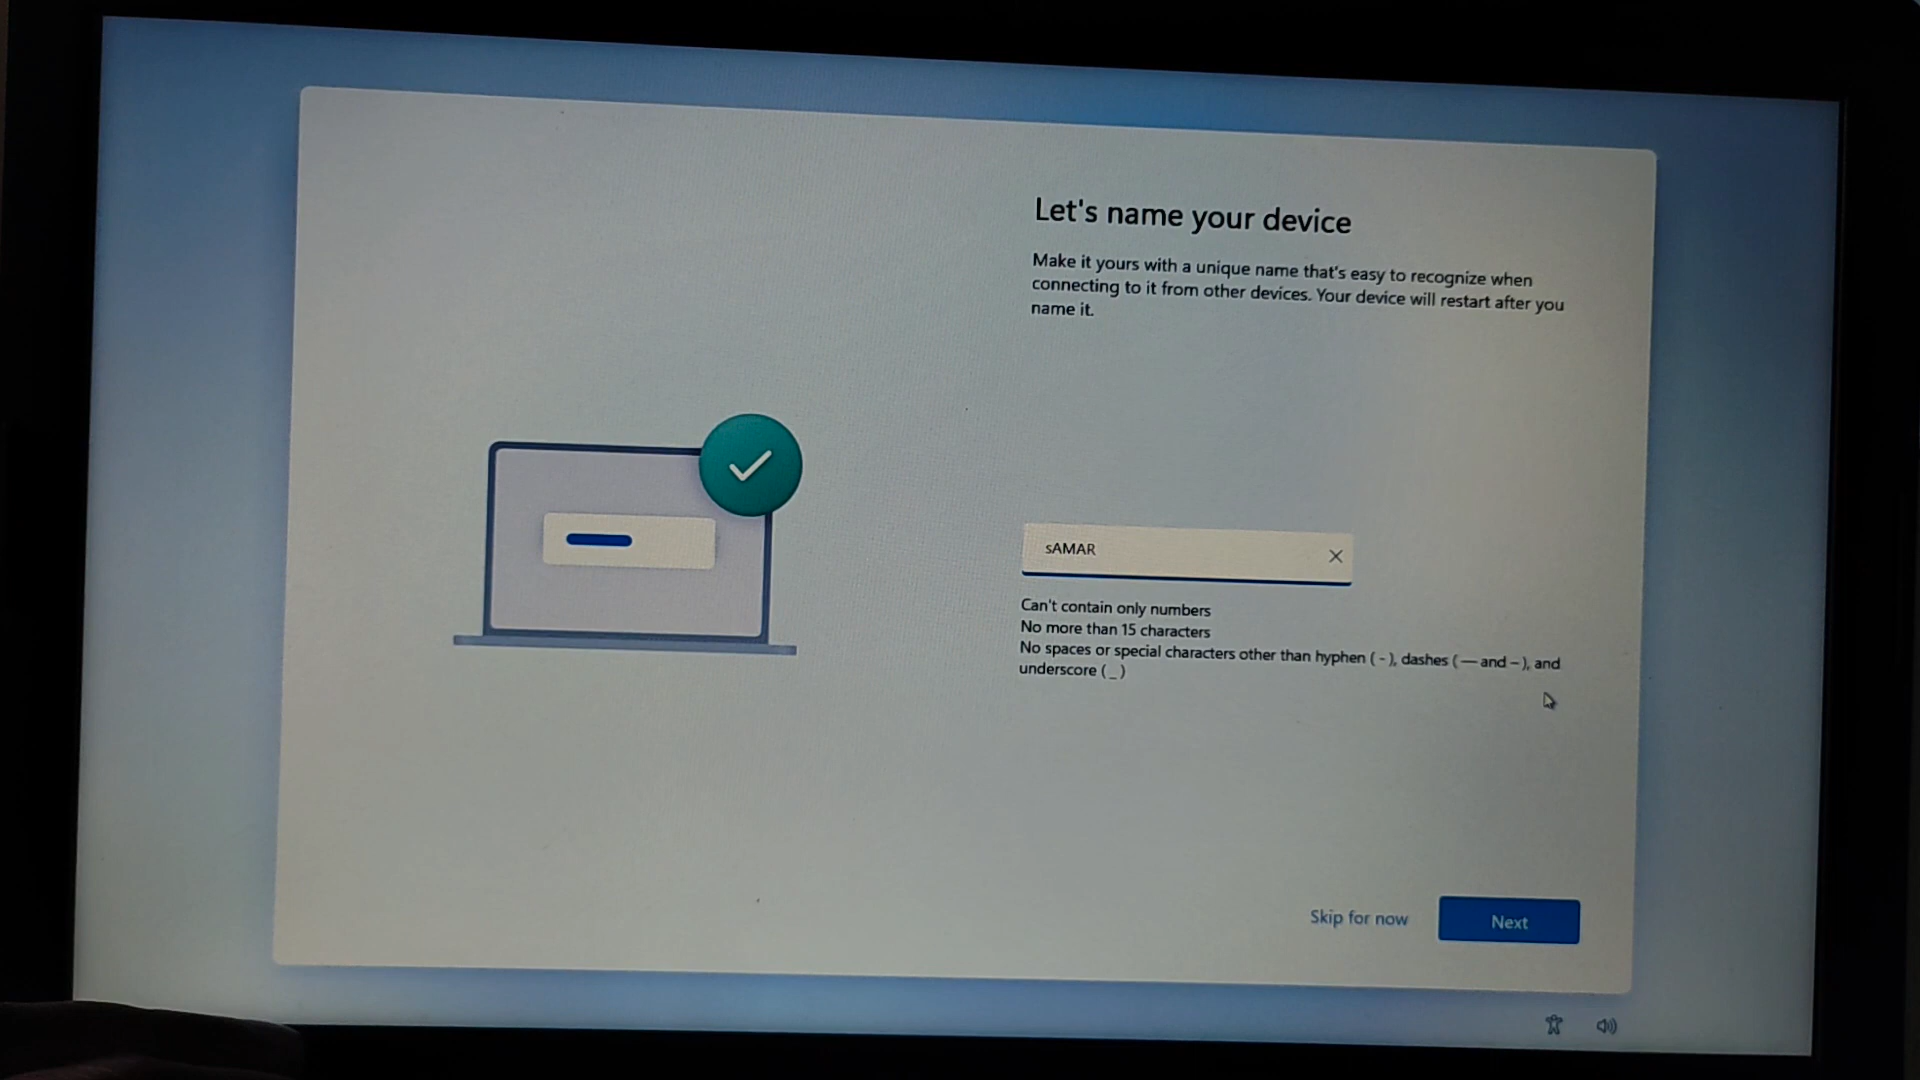 Let's name your device
Make it yours with a unique name that's easy to recognize when
connecting to it from other devices. Your device will restart after you
name it.
sAMAR
Can't contain only numbers
No more than 15 characters
No spaces or special characters other than hyphen ( - ), dashes ( — and – ), and
underscore ( _ )
Skip for now
Next